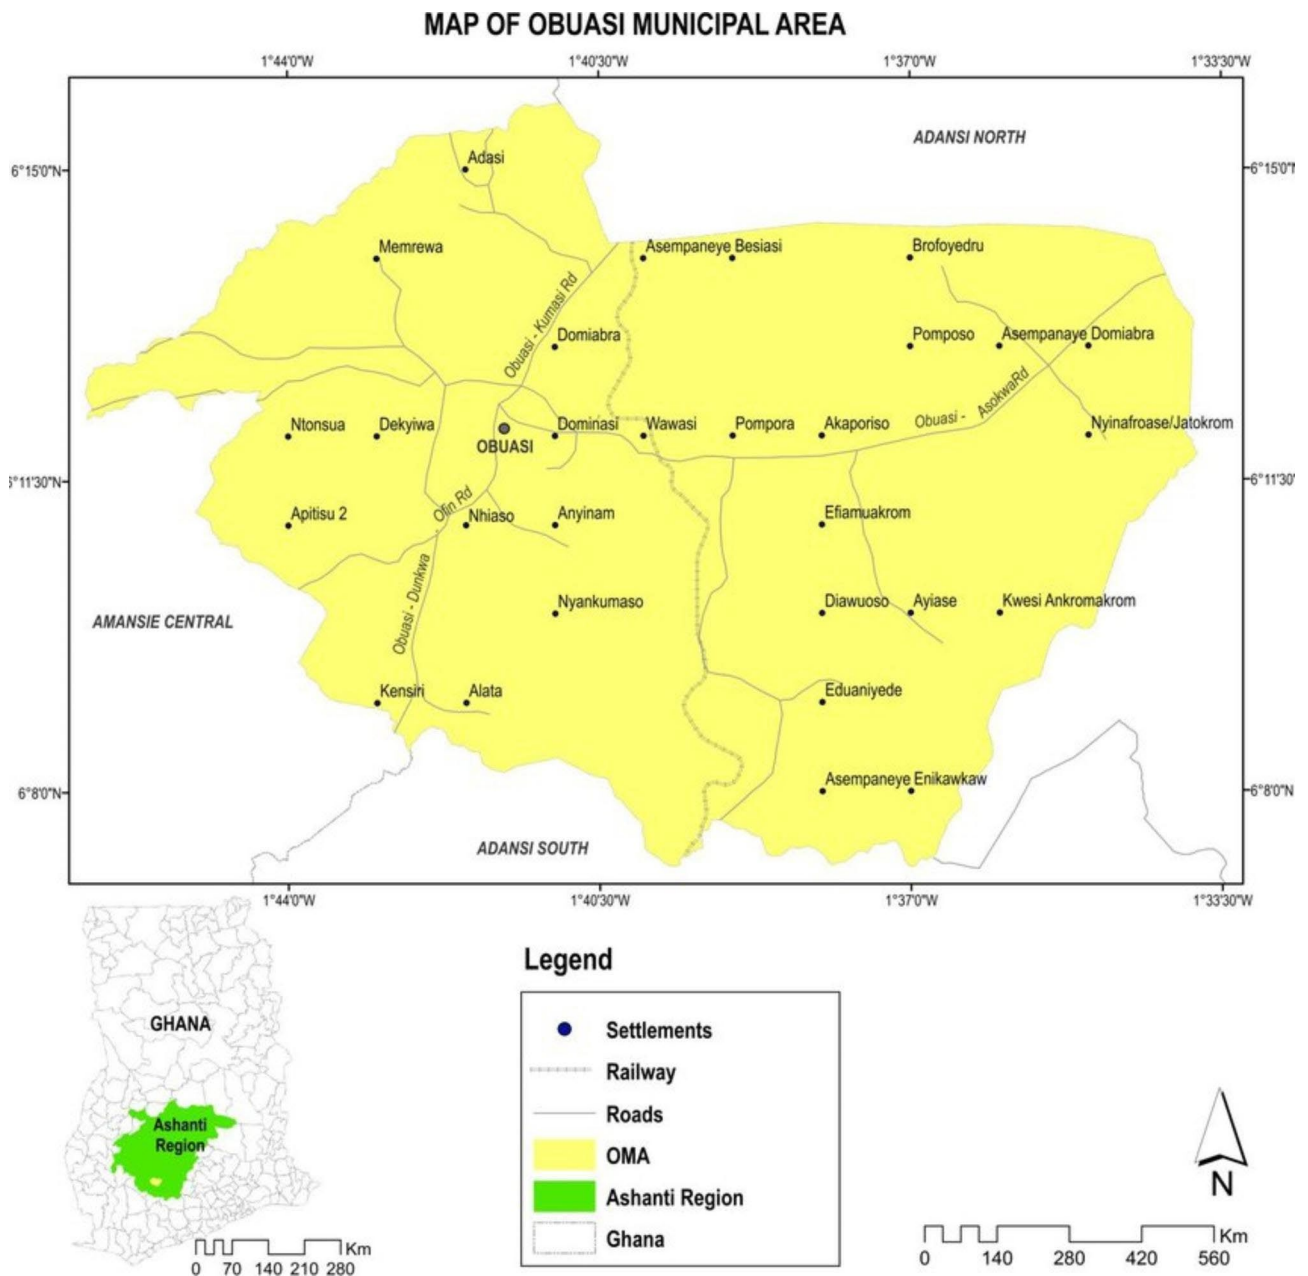 MAP OF OBUASI MUNICIPAL AREA
1°44'0"W 1°40'30"W 1°37'0"W 1°33'30"W
ADANSI NORTH
Adasi
6°15'0"N 6°15'0"N
Memrewa Asempaneye Besiasi Brofoyedru
Obuasi - Kumasi Rd
Domiabra Pomposo Asempanaye Domiabra
Obuasi - AsokwaRd
Ntonsua Dekyiwa Dominasi Wawasi Pompora Akaporiso Nyinafroase/Jatokrom
OBUASI
6°11'30"N 6°11'30"N
Ofin Rd
Apitisu 2 Nhiaso Anyinam Efiamuakrom
Obuasi - Dunkwa
Nyankumaso Diawuoso Ayiase Kwesi Ankromakrom
AMANSIE CENTRAL
Kensiri Alata Eduaniyede
Asempaneye Enikawkaw
6°8'0"N 6°8'0"N
ADANSI SOUTH
1°44'0"W 1°40'30"W 1°37'0"W 1°33'30"W
GHANA
Ashanti
Region
Km
0 70 140 210 280
Legend
Settlements
Railway
Roads
OMA
Ashanti Region
Ghana
N
Km
0 140 280 420 560